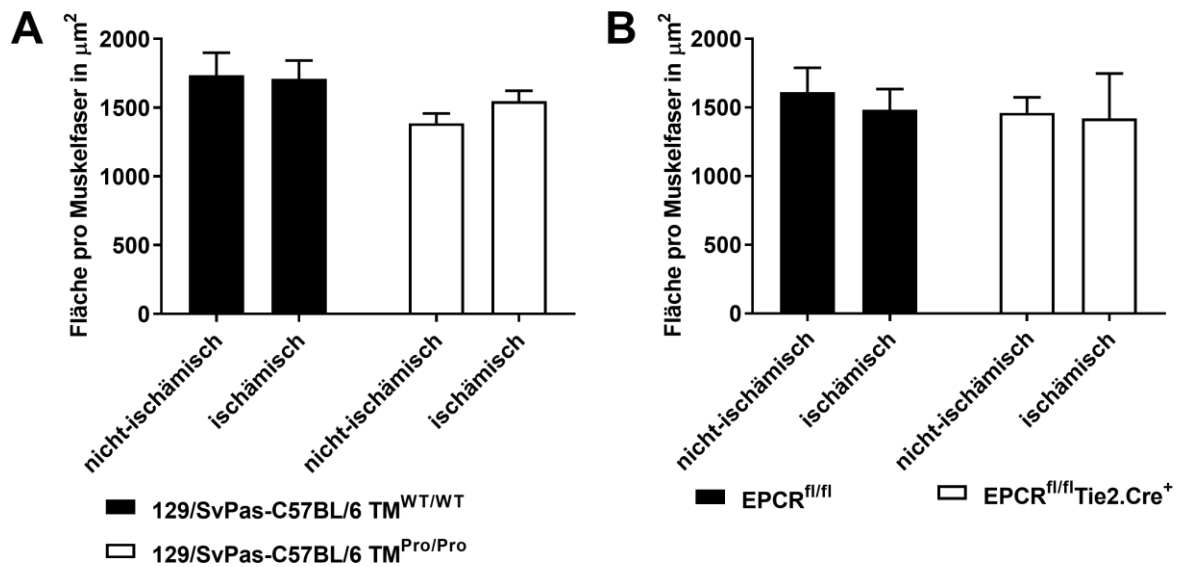 A
Fläche pro Muskelfaser in μm²
2000
1500
1000
500
0
nicht-ischämisch
ischämisch
nicht-ischämisch
ischämisch
129/SvPas-C57BL/6 TM^WT/WT
129/SvPas-C57BL/6 TM^Pro/Pro
B
Fläche pro Muskelfaser in μm²
2000
1500
1000
500
0
nicht-ischämisch
ischämisch
nicht-ischämisch
ischämisch
EPCR^fl/fl
EPCR^fl/fl Tie2.Cre⁺